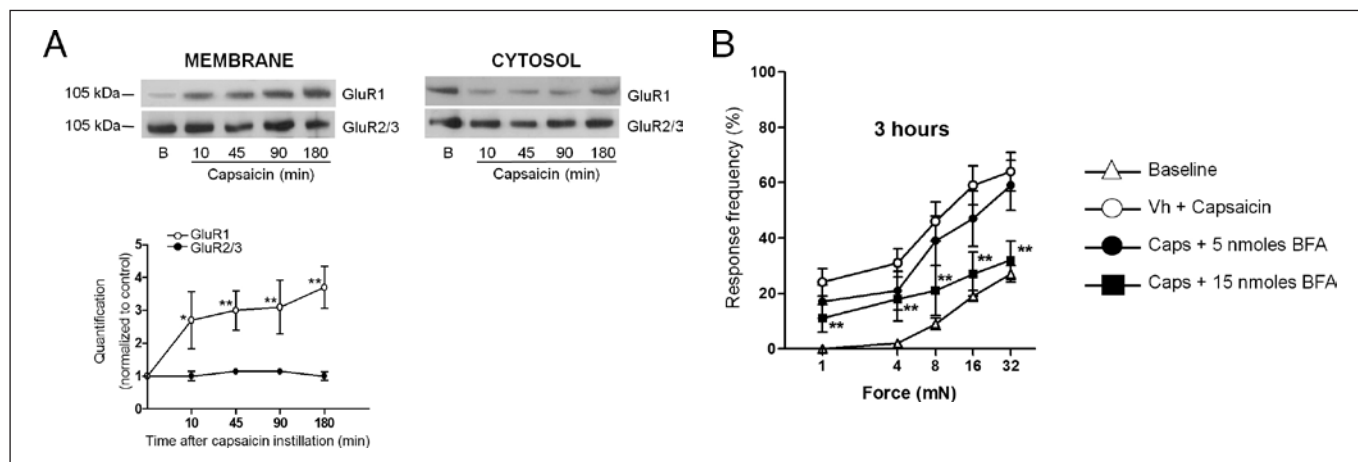 A
MEMBRANE
105 kDa— GluR1
105 kDa— GluR2/3
B 10 45 90 180
Capsaicin (min)
CYTOSOL
GluR1
GluR2/3
B 10 45 90 180
Capsaicin (min)
GluR1
GluR2/3
Quantification
(normalized to control)
5
4
3
2
1
0
* ** ** **
10 45 90 180
Time after capsaicin instillation (min)
B
3 hours
Response frequency (%)
100
80
60
40
20
0
** ** ** ** **
1 4 8 16 32
Force (mN)
Baseline
Vh + Capsaicin
Caps + 5 nmoles BFA
Caps + 15 nmoles BFA